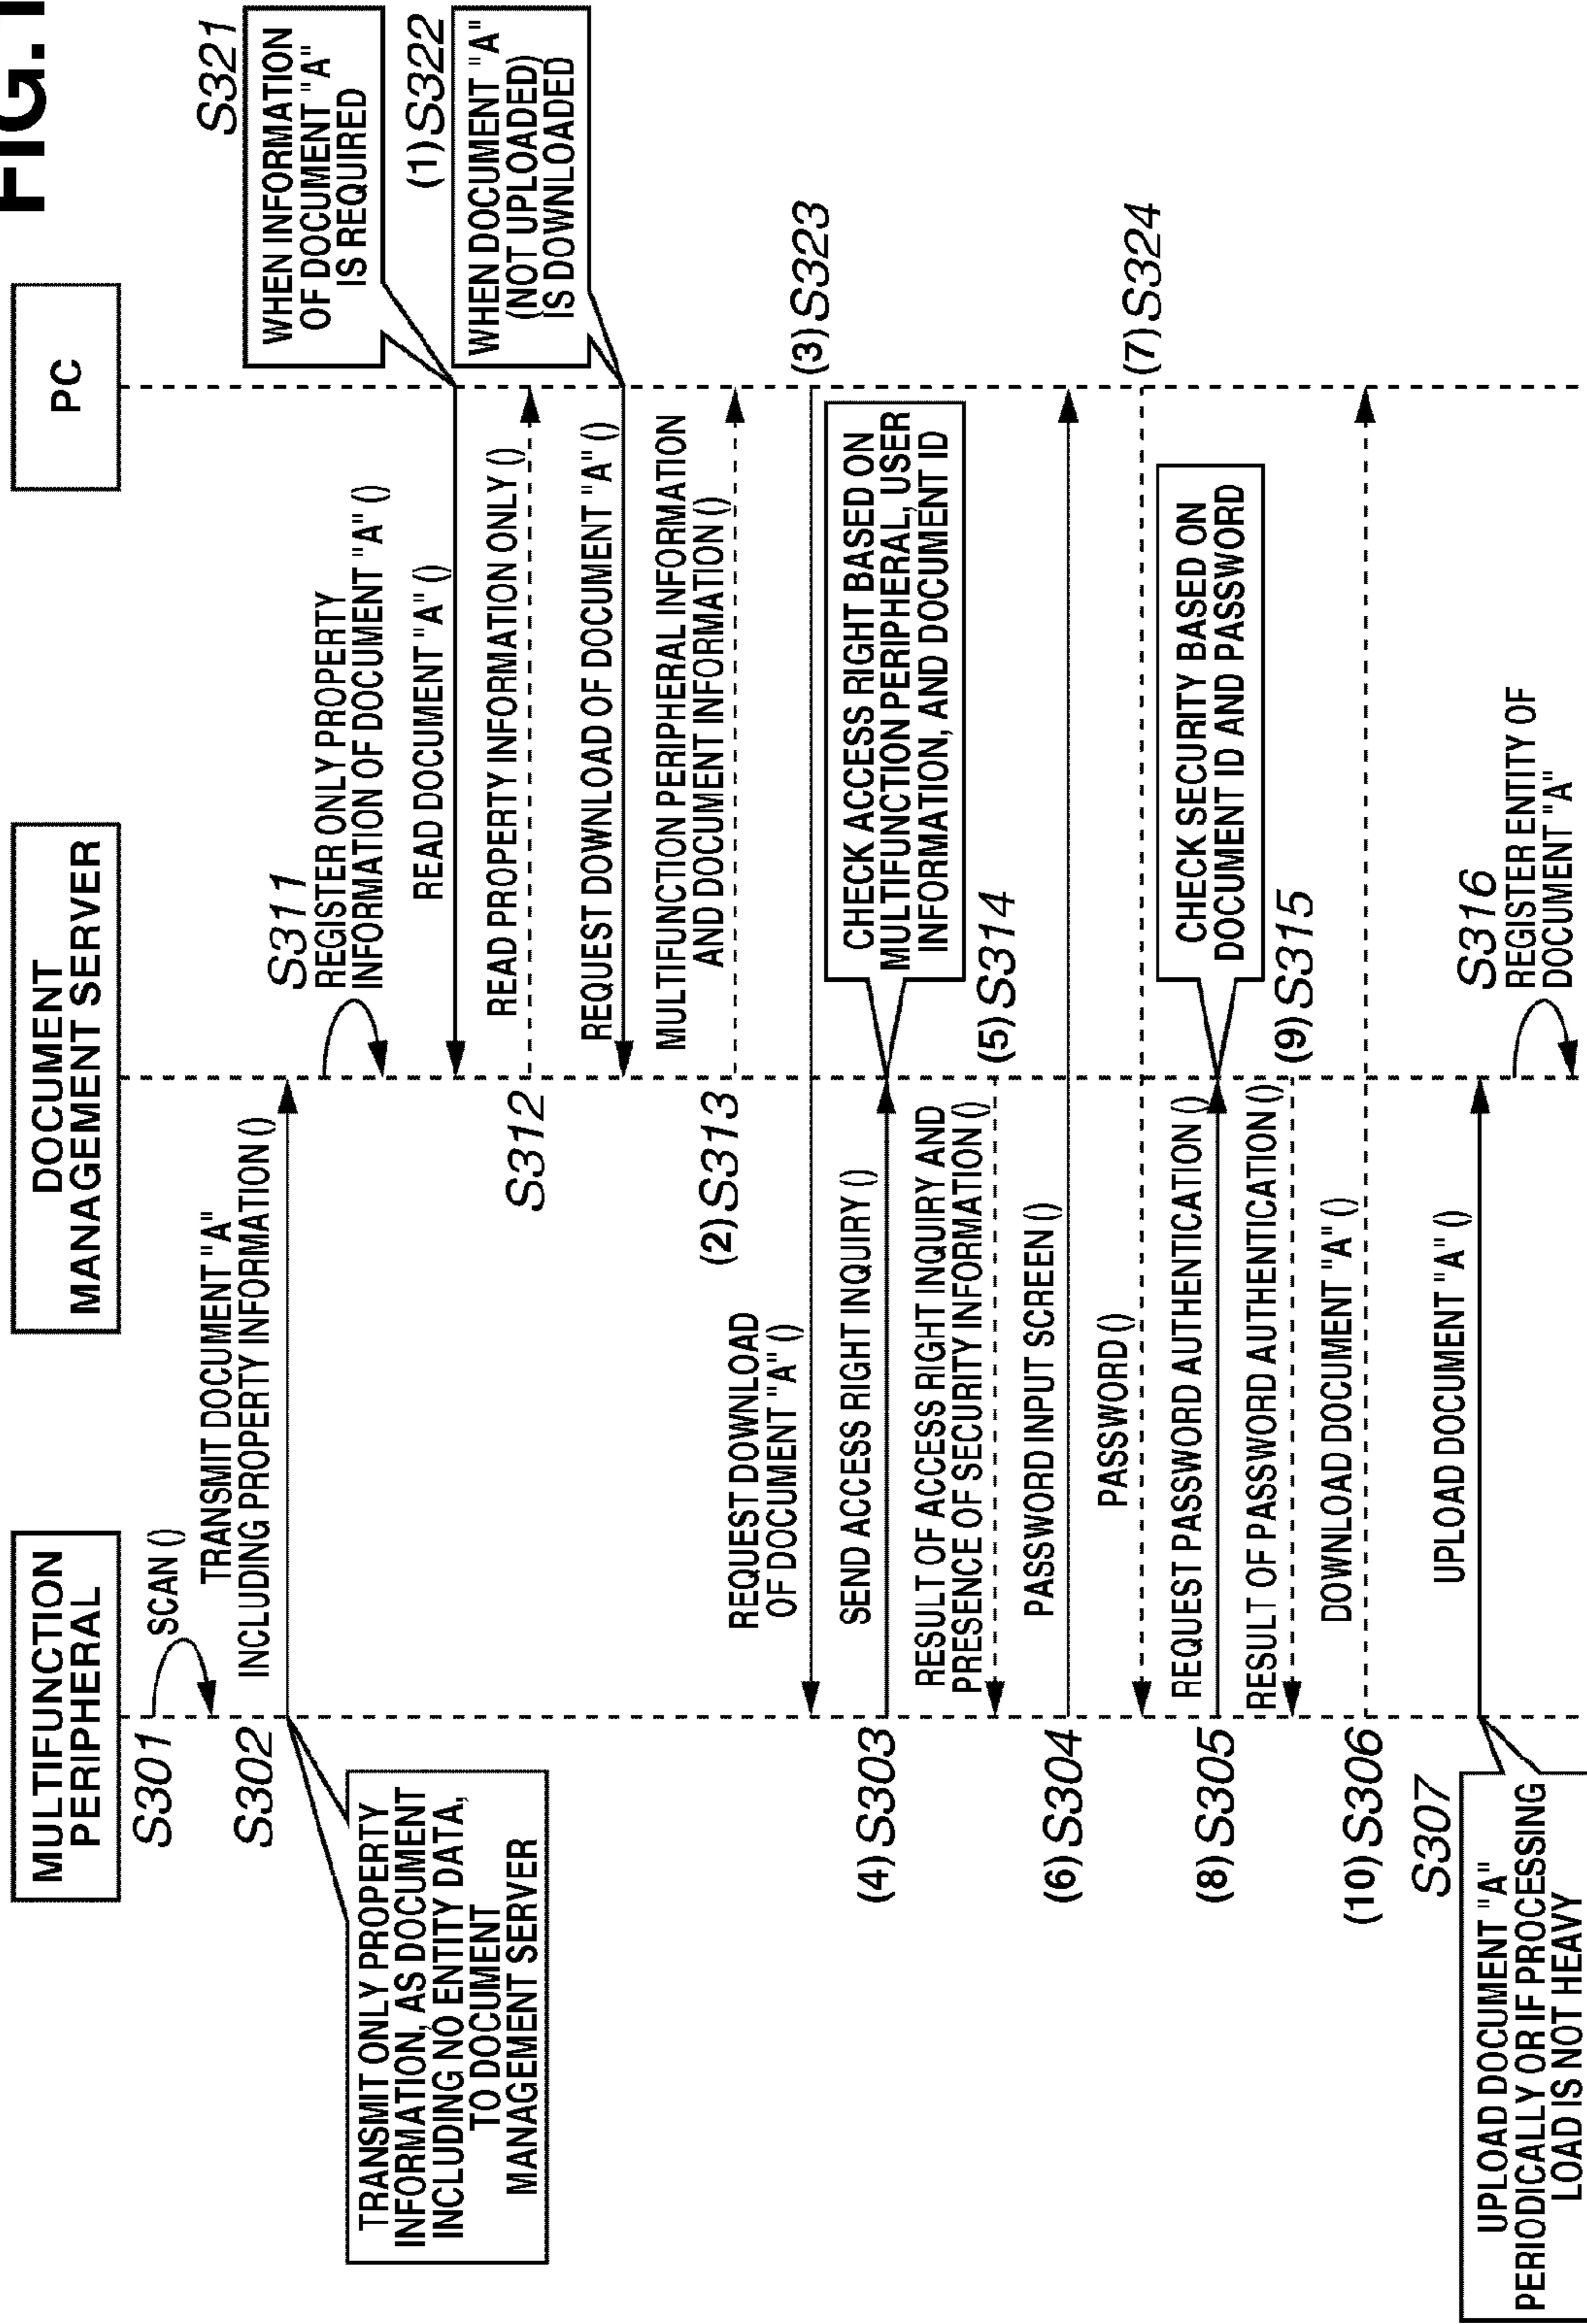 FIG.1
MULTIFUNCTION
PERIPHERAL
DOCUMENT
MANAGEMENT SERVER
PC
S301
SCAN ()
S302
TRANSMIT DOCUMENT "A"
INCLUDING PROPERTY INFORMATION ()
TRANSMIT ONLY PROPERTY
INFORMATION, AS DOCUMENT
INCLUDING NO ENTITY DATA,
TO DOCUMENT
MANAGEMENT SERVER
S311
REGISTER ONLY PROPERTY
INFORMATION OF DOCUMENT "A" ()
S321
WHEN INFORMATION
OF DOCUMENT "A"
IS REQUIRED
READ DOCUMENT "A" ()
S312
READ PROPERTY INFORMATION ONLY ()
(1) S322
WHEN DOCUMENT "A"
(NOT UPLOADED)
IS DOWNLOADED
REQUEST DOWNLOAD OF DOCUMENT "A" ()
(2) S313
MULTIFUNCTION PERIPHERAL INFORMATION
AND DOCUMENT INFORMATION ()
(3) S323
REQUEST DOWNLOAD
OF DOCUMENT "A" ()
(4) S303
SEND ACCESS RIGHT INQUIRY ()
CHECK ACCESS RIGHT BASED ON
MULTIFUNCTION PERIPHERAL, USER
INFORMATION, AND DOCUMENT ID
(5) S314
RESULT OF ACCESS RIGHT INQUIRY AND
PRESENCE OF SECURITY INFORMATION ()
(6) S304
PASSWORD INPUT SCREEN ()
(7) S324
PASSWORD ()
(8) S305
REQUEST PASSWORD AUTHENTICATION ()
CHECK SECURITY BASED ON
DOCUMENT ID AND PASSWORD
(9) S315
RESULT OF PASSWORD AUTHENTICATION ()
(10) S306
DOWNLOAD DOCUMENT "A" ()
S307
UPLOAD DOCUMENT "A"
PERIODICALLY OR IF PROCESSING
LOAD IS NOT HEAVY
UPLOAD DOCUMENT "A" ()
S316
REGISTER ENTITY OF
DOCUMENT "A"